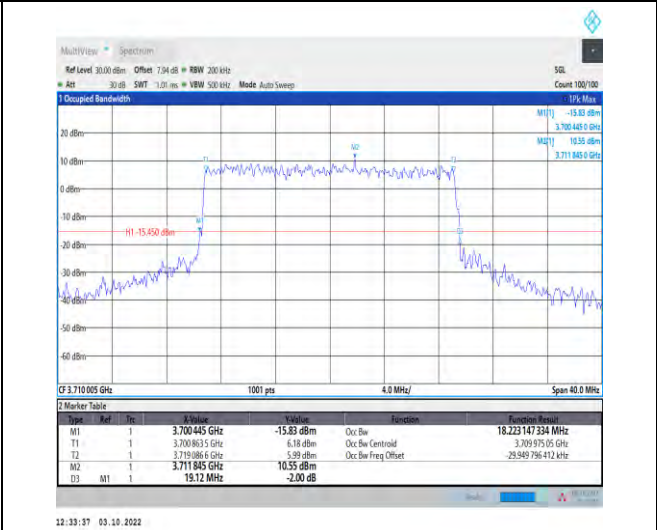 MultiView Spectrum
Ref Level 30.00 dBm Offset 7.94 dB RBW 200 kHz SGL
Att 30 dB SWT 1.01 ms VBW 500 kHz Mode Auto Sweep Count 100/100
1 Occupied Bandwidth 1Pk Max
M1[1] -15.83 dBm
3.700 445 0 GHz
M2[1] 10.55 dBm
3.711 845 0 GHz
20 dBm
M2
T1
10 dBm
0 dBm
-10 dBm
M1
H1 -15.450 dBm
D3
-20 dBm
-30 dBm
-40 dBm
-50 dBm
-60 dBm
CF 3.710 005 GHz 1001 pts 4.0 MHz/ Span 40.0 MHz
2 Marker Table
Type Ref Trc X-Value Y-Value Function Function Result
M1 1 3.700 445 GHz -15.83 dBm Occ Bw 18.223 147 334 MHz
T1 1 3.700 863 5 GHz 6.18 dBm Occ Bw Centroid 3.709 975 05 GHz
T2 1 3.719 086 6 GHz 5.99 dBm Occ Bw Freq Offset -29.949 796 412 kHz
M2 1 3.711 845 GHz 10.55 dBm
D3 M1 1 19.12 MHz -2.00 dB
12:33:37 03.10.2022